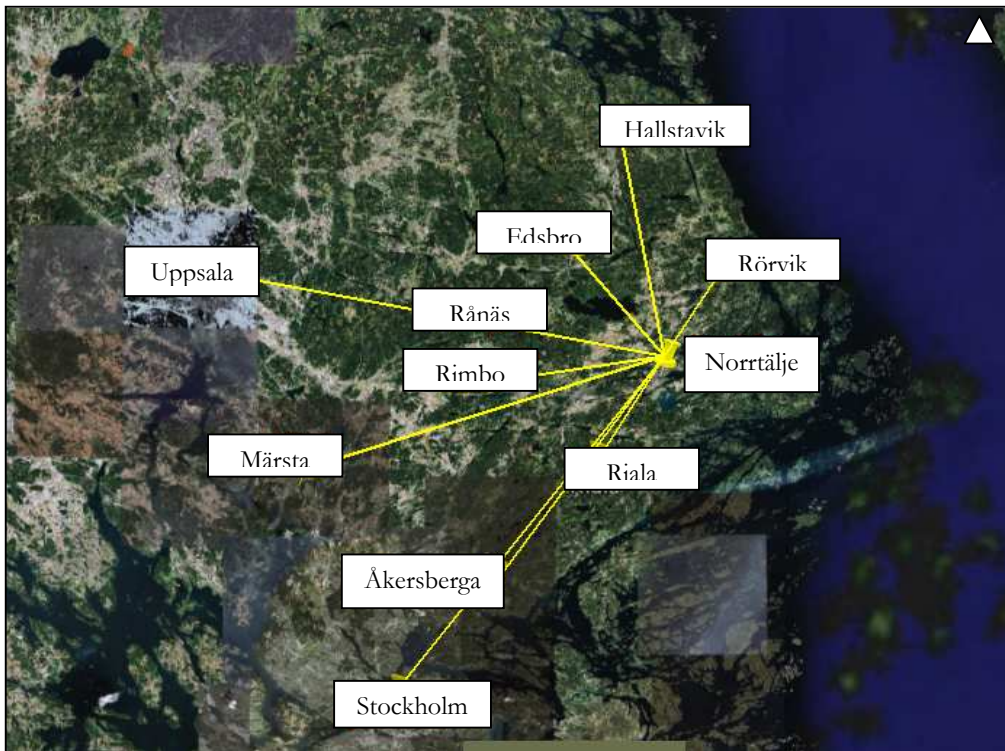 Hallstavik
Edsbro
Rörvik
Uppsala
Rånäs
Norrtälje
Rimbo
Märsta
Riala
Åkersberga
Stockholm